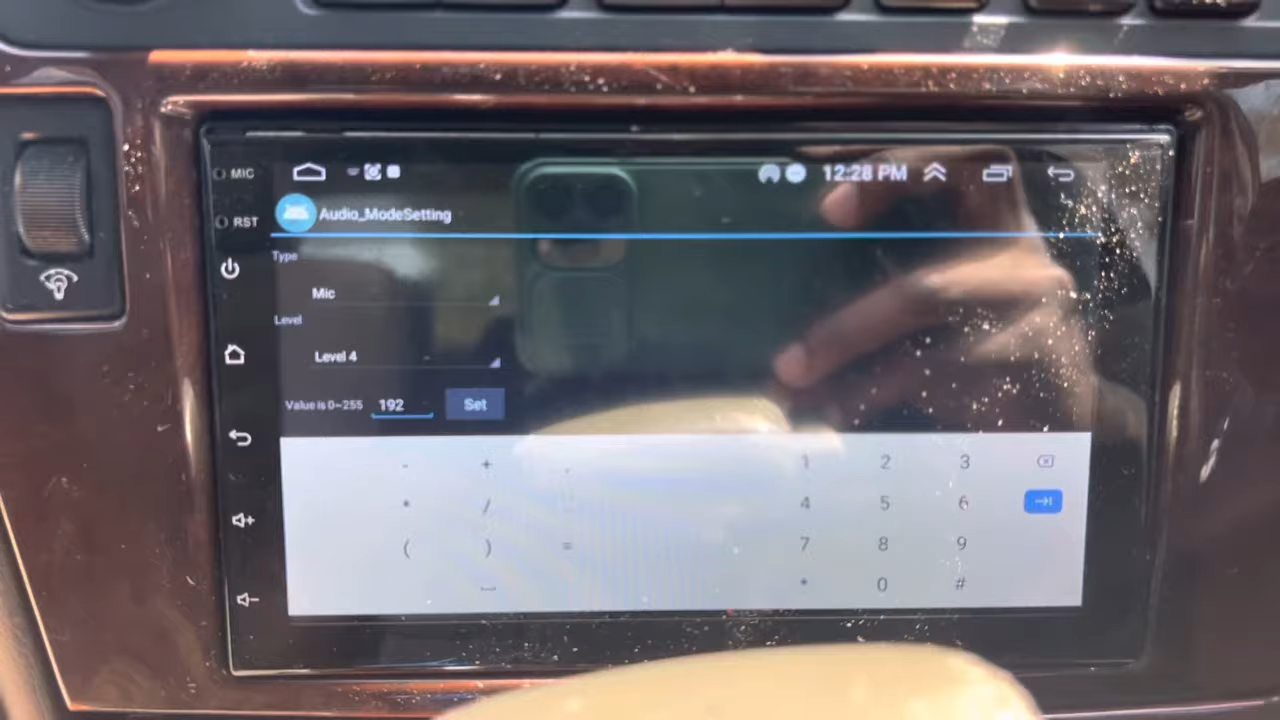 MIC
12:28 PM
RST
Audio_ModeSetting
Type
Mic
Level
Level 4
Value is 0~255 192 Set
- + . 1 2 3
* / 4 5 6
( ) = 7 8 9
* 0 #